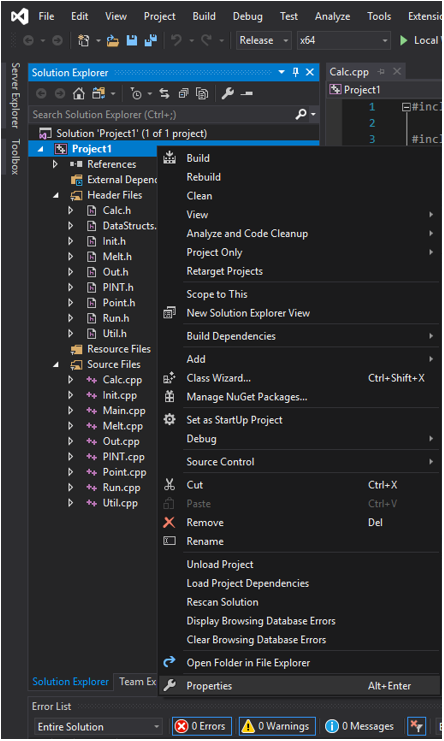 File Edit View Project Build Debug Test Analyze Tools Extensio
Release x64 Local
Server Explorer
Toolbox
Solution Explorer
Calc.cpp
Search Solution Explorer (Ctrl+;)
Project1
Solution 'Project1' (1 of 1 project)
1 #incl
2
3 #incl
Project1
References
External Depend
Header Files
Calc.h
DataStructs.
Init.h
Melt.h
Out.h
PINT.h
Point.h
Run.h
Util.h
Resource Files
Source Files
Calc.cpp
Init.cpp
Main.cpp
Melt.cpp
Out.cpp
PINT.cpp
Point.cpp
Run.cpp
Util.cpp
Build
Rebuild
Clean
View
Analyze and Code Cleanup
Project Only
Retarget Projects
Scope to This
New Solution Explorer View
Build Dependencies
Add
Class Wizard... Ctrl+Shift+X
Manage NuGet Packages...
Set as StartUp Project
Debug
Source Control
Cut Ctrl+X
Paste Ctrl+V
Remove Del
Rename
Unload Project
Load Project Dependencies
Rescan Solution
Display Browsing Database Errors
Clear Browsing Database Errors
Open Folder in File Explorer
Properties Alt+Enter
Solution Explorer Team Ex
Error List
Entire Solution 0 Errors 0 Warnings 0 Messages